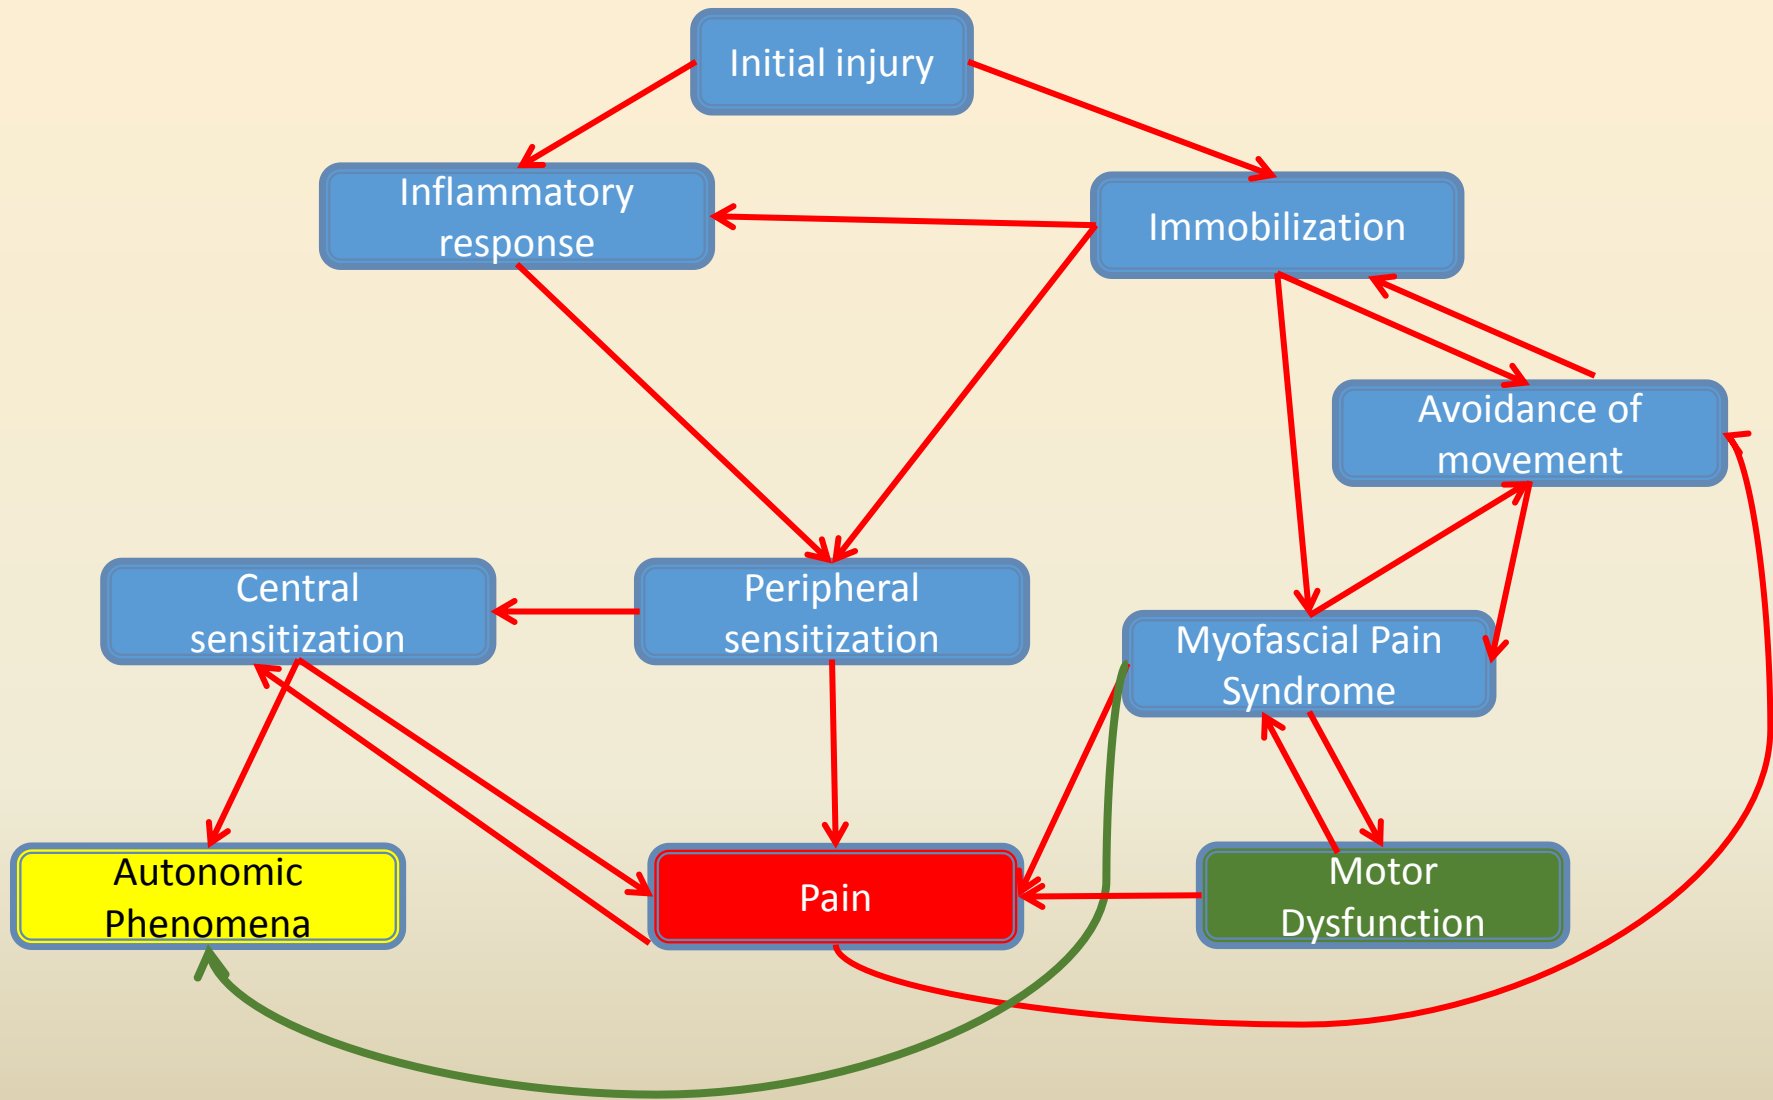 Initial injury
Inflammatory
response
Immobilization
Avoidance of
movement
Central
sensitization
Peripheral
sensitization
Myofascial Pain
Syndrome
Autonomic
Phenomena
Pain
Motor
Dysfunction